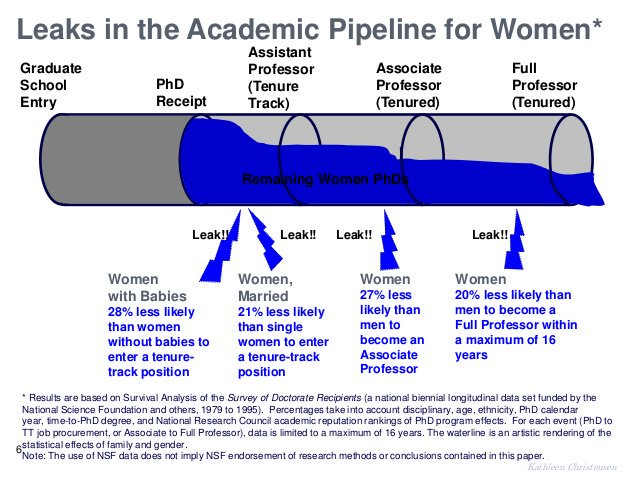 Leaks in the Academic Pipeline for Women*
Graduate
School
Entry
PhD
Receipt
Assistant
Professor
(Tenure
Track)
Associate
Professor
(Tenured)
Full
Professor
(Tenured)
Remaining Women PhDs
Leak!!
Leak!!
Leak!!
Leak!!
Women
with Babies
28% less likely
than women
without babies to
enter a tenure-
track position
Women,
Married
21% less likely
than single
women to enter
a tenure-track
position
Women
27% less
likely than
men to
become an
Associate
Professor
Women
20% less likely than
men to become a
Full Professor within
a maximum of 16
years
* Results are based on Survival Analysis of the Survey of Doctorate Recipients (a national biennial longitudinal data set funded by the
National Science Foundation and others, 1979 to 1995). Percentages take into account disciplinary, age, ethnicity, PhD calendar
year, time-to-PhD degree, and National Research Council academic reputation rankings of PhD program effects. For each event (PhD to
TT job procurement, or Associate to Full Professor), data is limited to a maximum of 16 years. The waterline is an artistic rendering of the
statistical effects of family and gender.
6
Note: The use of NSF data does not imply NSF endorsement of research methods or conclusions contained in this paper.
Kathleen Christensen